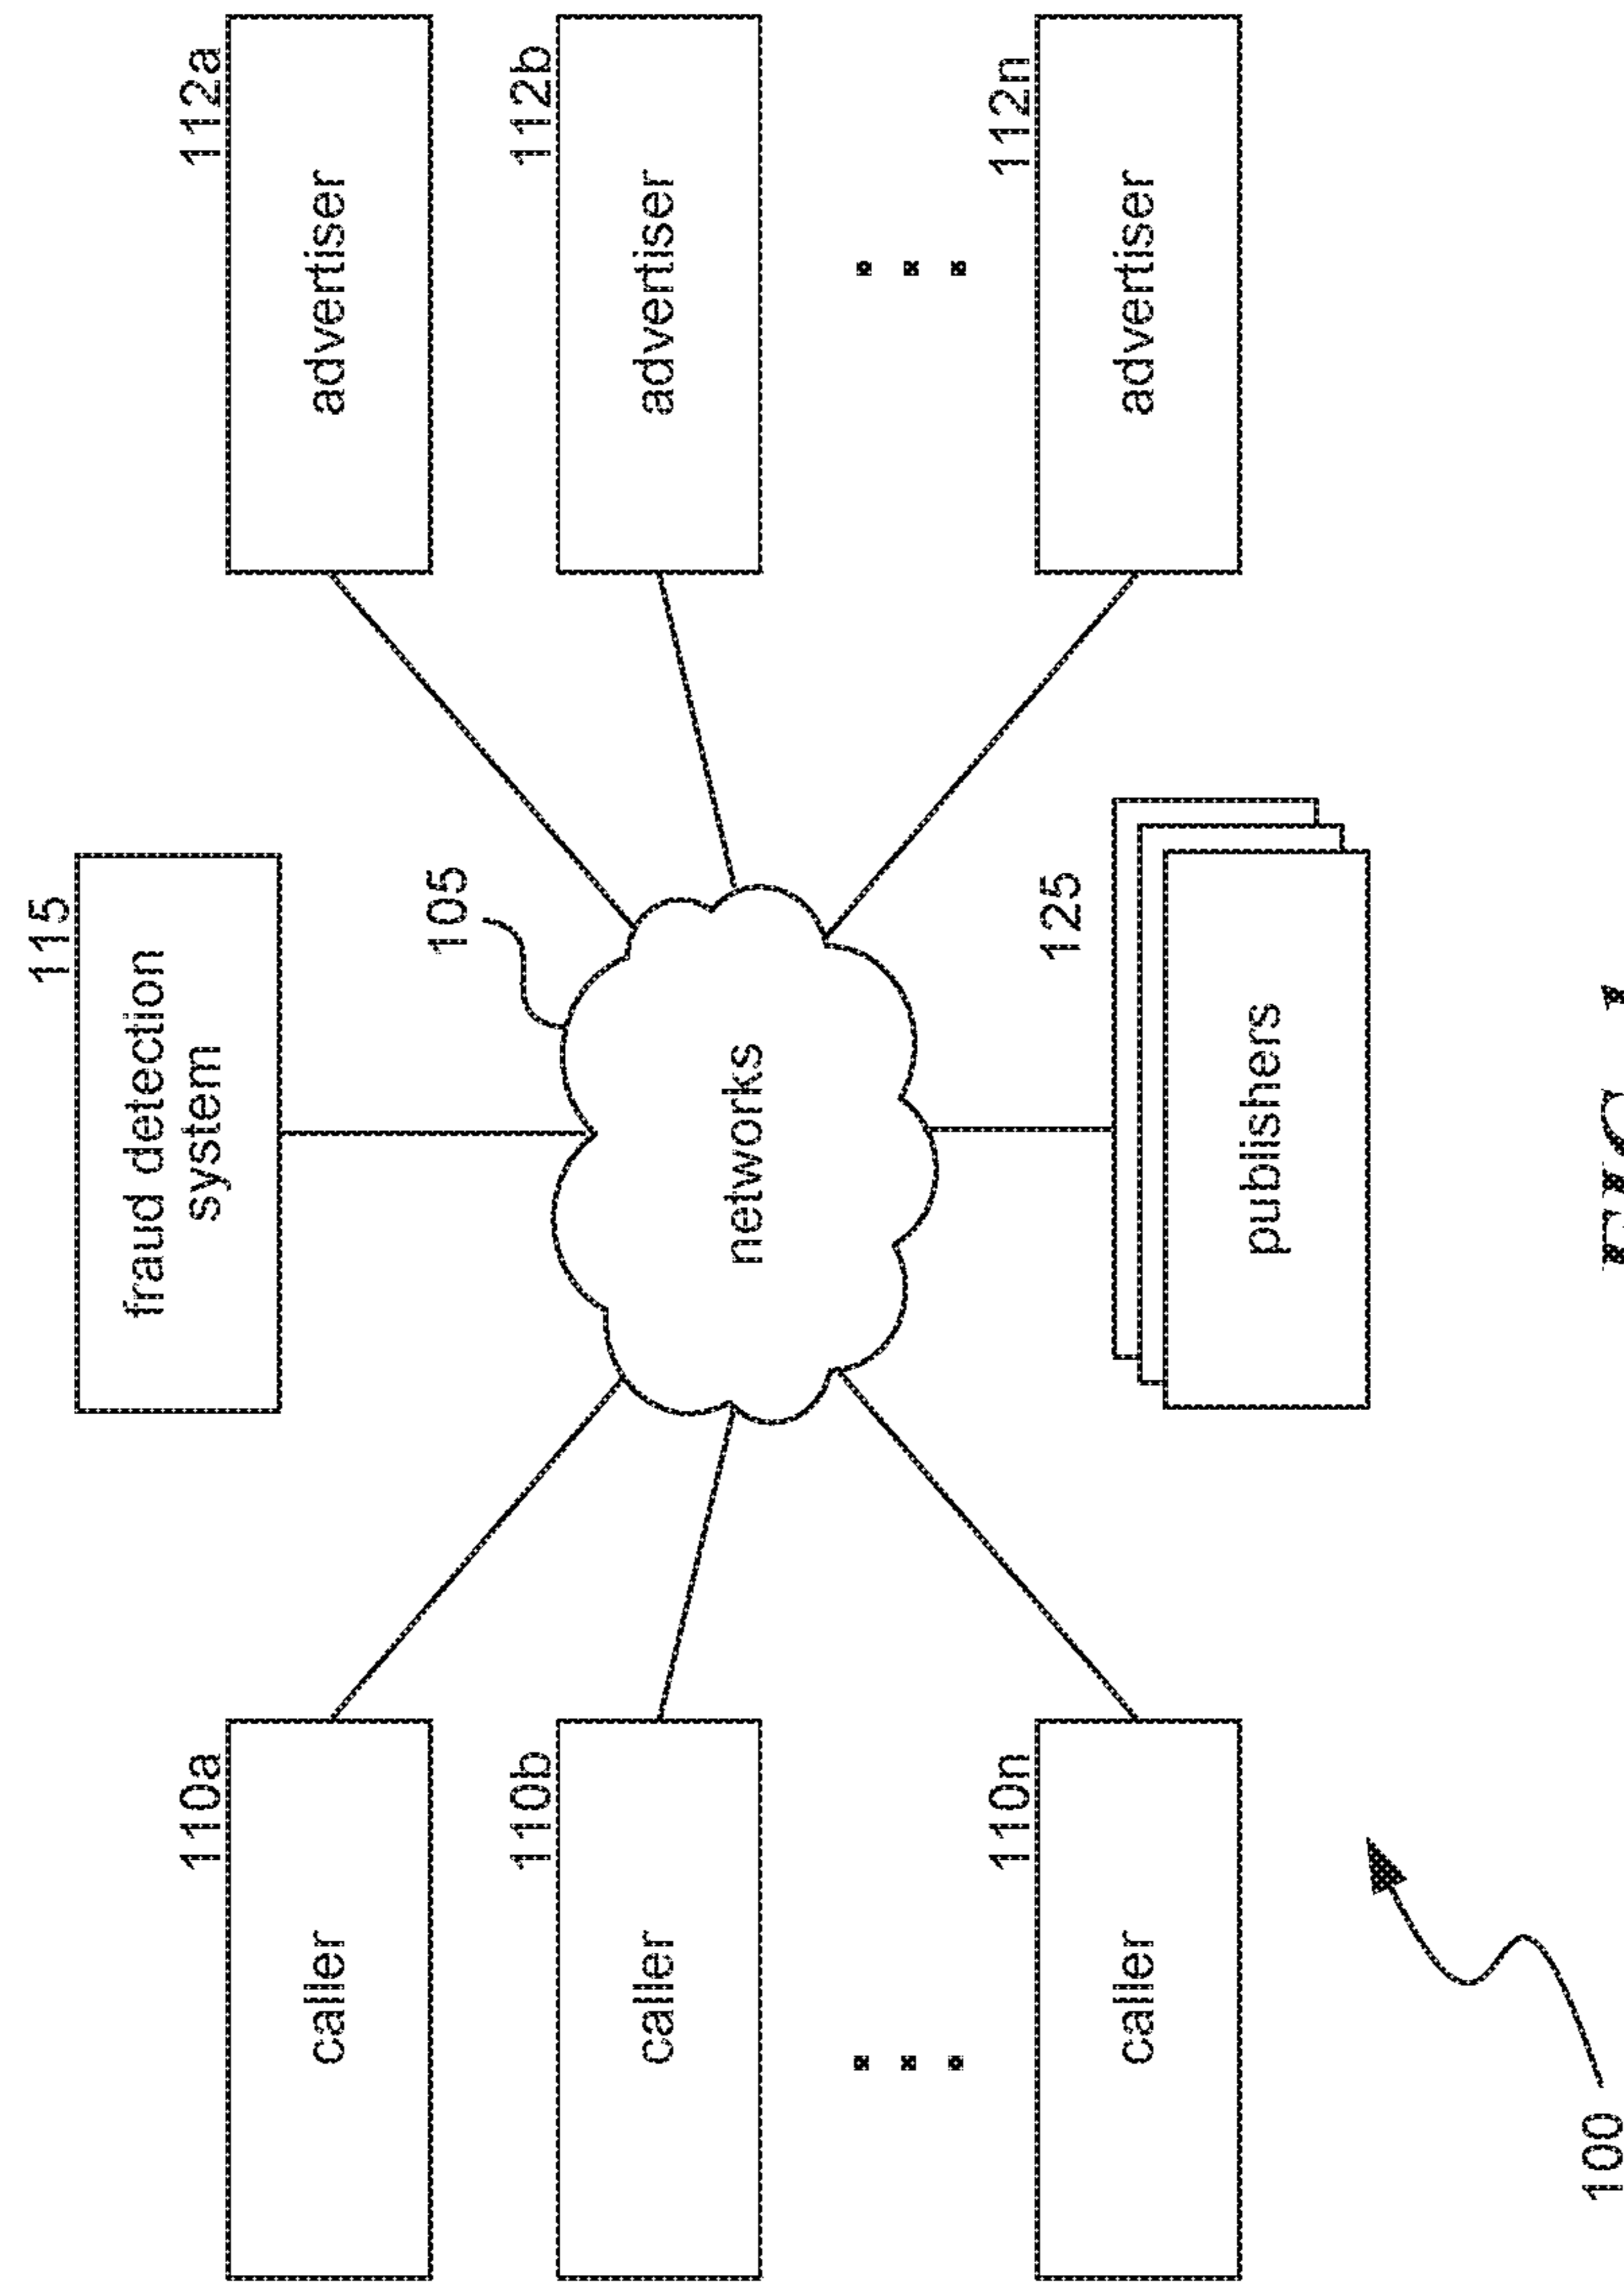 115
fraud detection
system
110a
112a
caller
advertiser
105
110b
112b
caller
advertiser
networks
110n
112n
125
caller
advertiser
publishers
100